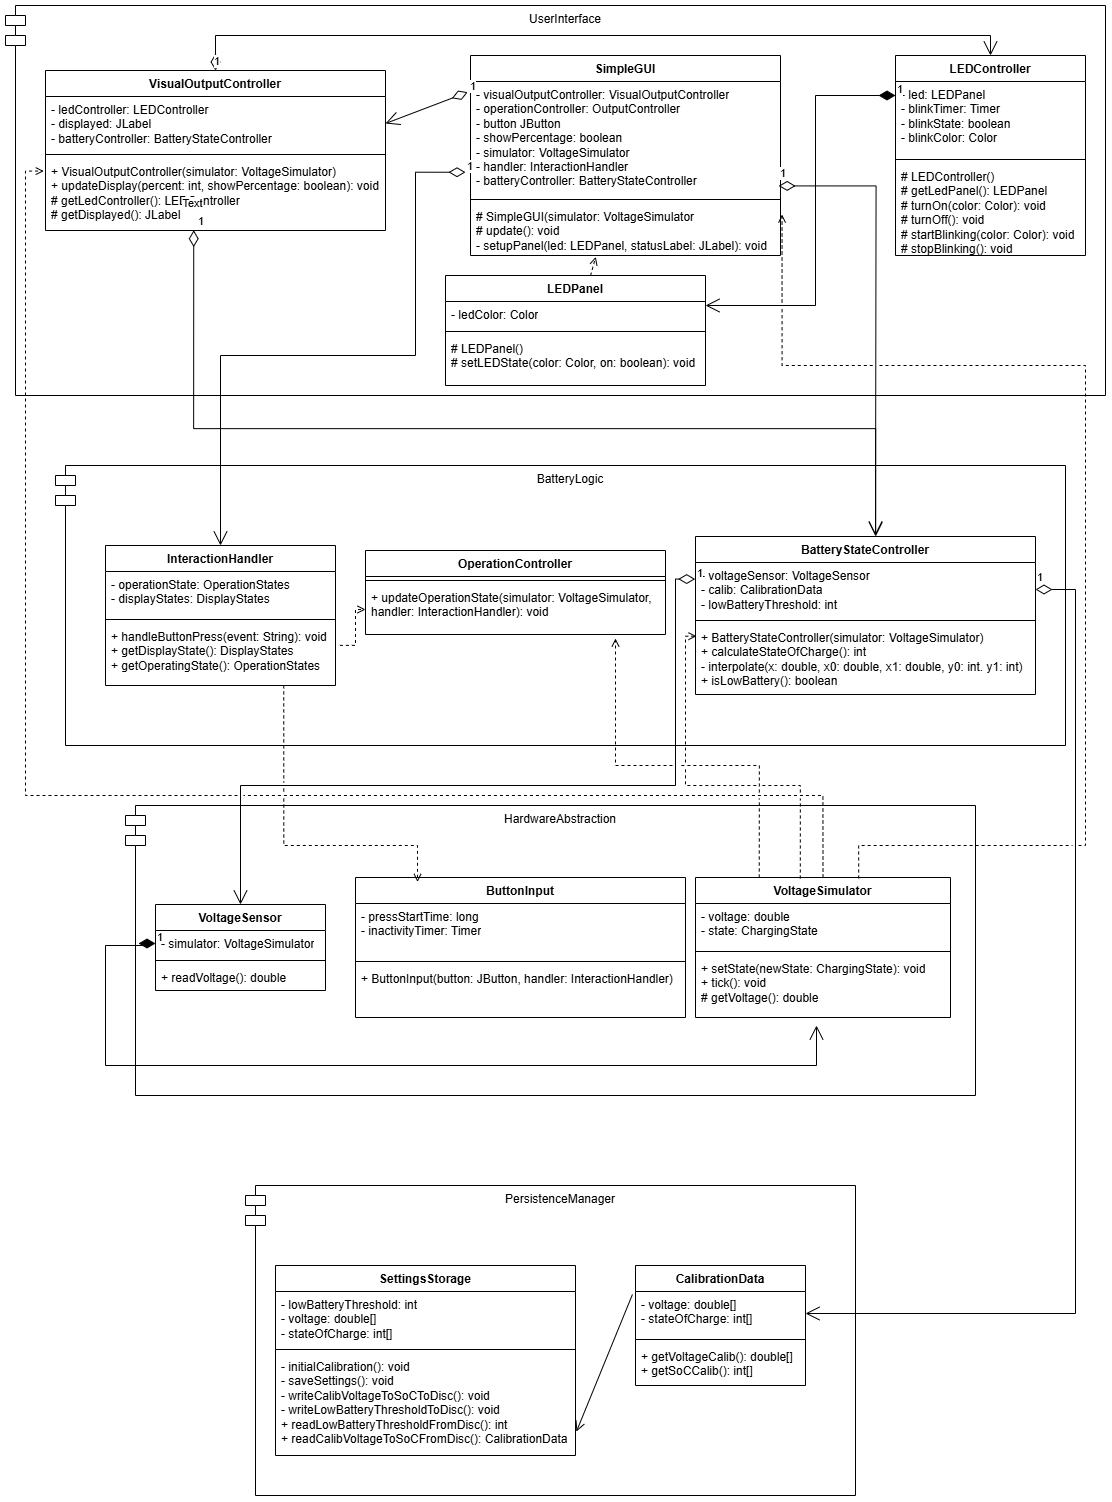 UserInterface
1
VisualOutputController
- ledController: LEDController
- displayed: JLabel
- batteryController: BatteryStateController
+ VisualOutputController(simulator: VoltageSimulator)
+ updateDisplay(percent: int, showPercentage: boolean): void
# getLedController(): LEDController
Text
# getDisplayed(): JLabel
1
SimpleGUI
1
- visualOutputController: VisualOutputController
- operationController: OutputController
- button JButton
- showPercentage: boolean
- simulator: VoltageSimulator
1
- handler: InteractionHandler
- batteryController: BatteryStateController
1
# SimpleGUI(simulator: VoltageSimulator
# update(): void
- setupPanel(led: LEDPanel, statusLabel: JLabel): void
LEDController
1
- led: LEDPanel
- blinkTimer: Timer
- blinkState: boolean
- blinkColor: Color
# LEDController()
# getLedPanel(): LEDPanel
# turnOn(color: Color): void
# turnOff(): void
# startBlinking(color: Color): void
# stopBlinking(): void
LEDPanel
- ledColor: Color
# LEDPanel()
# setLEDState(color: Color, on: boolean): void
BatteryLogic
InteractionHandler
- operationState: OperationStates
- displayStates: DisplayStates
+ handleButtonPress(event: String): void
+ getDisplayState(): DisplayStates
+ getOperatingState(): OperationStates
OperationController
+ updateOperationState(simulator: VoltageSimulator,
handler: InteractionHandler): void
BatteryStateController
1
- voltageSensor: VoltageSensor
- calib: CalibrationData
- lowBatteryThreshold: int
1
+ BatteryStateController(simulator: VoltageSimulator)
+ calculateStateOfCharge(): int
- interpolate(x: double, x0: double, x1: double, y0: int. y1: int)
+ isLowBattery(): boolean
HardwareAbstraction
VoltageSensor
1
- simulator: VoltageSimulator
+ readVoltage(): double
ButtonInput
- pressStartTime: long
- inactivityTimer: Timer
+ ButtonInput(button: JButton, handler: InteractionHandler)
VoltageSimulator
- voltage: double
- state: ChargingState
+ setState(newState: ChargingState): void
+ tick(): void
# getVoltage(): double
PersistenceManager
SettingsStorage
- lowBatteryThreshold: int
- voltage: double[]
- stateOfCharge: int[]
- initialCalibration(): void
- saveSettings(): void
- writeCalibVoltageToSoCToDisc(): void
- writeLowBatteryThresholdToDisc(): void
+ readLowBatteryThresholdFromDisc(): int
+ readCalibVoltageToSoCFromDisc(): CalibrationData
CalibrationData
- voltage: double[]
- stateOfCharge: int[]
+ getVoltageCalib(): double[]
+ getSoCCalib(): int[]